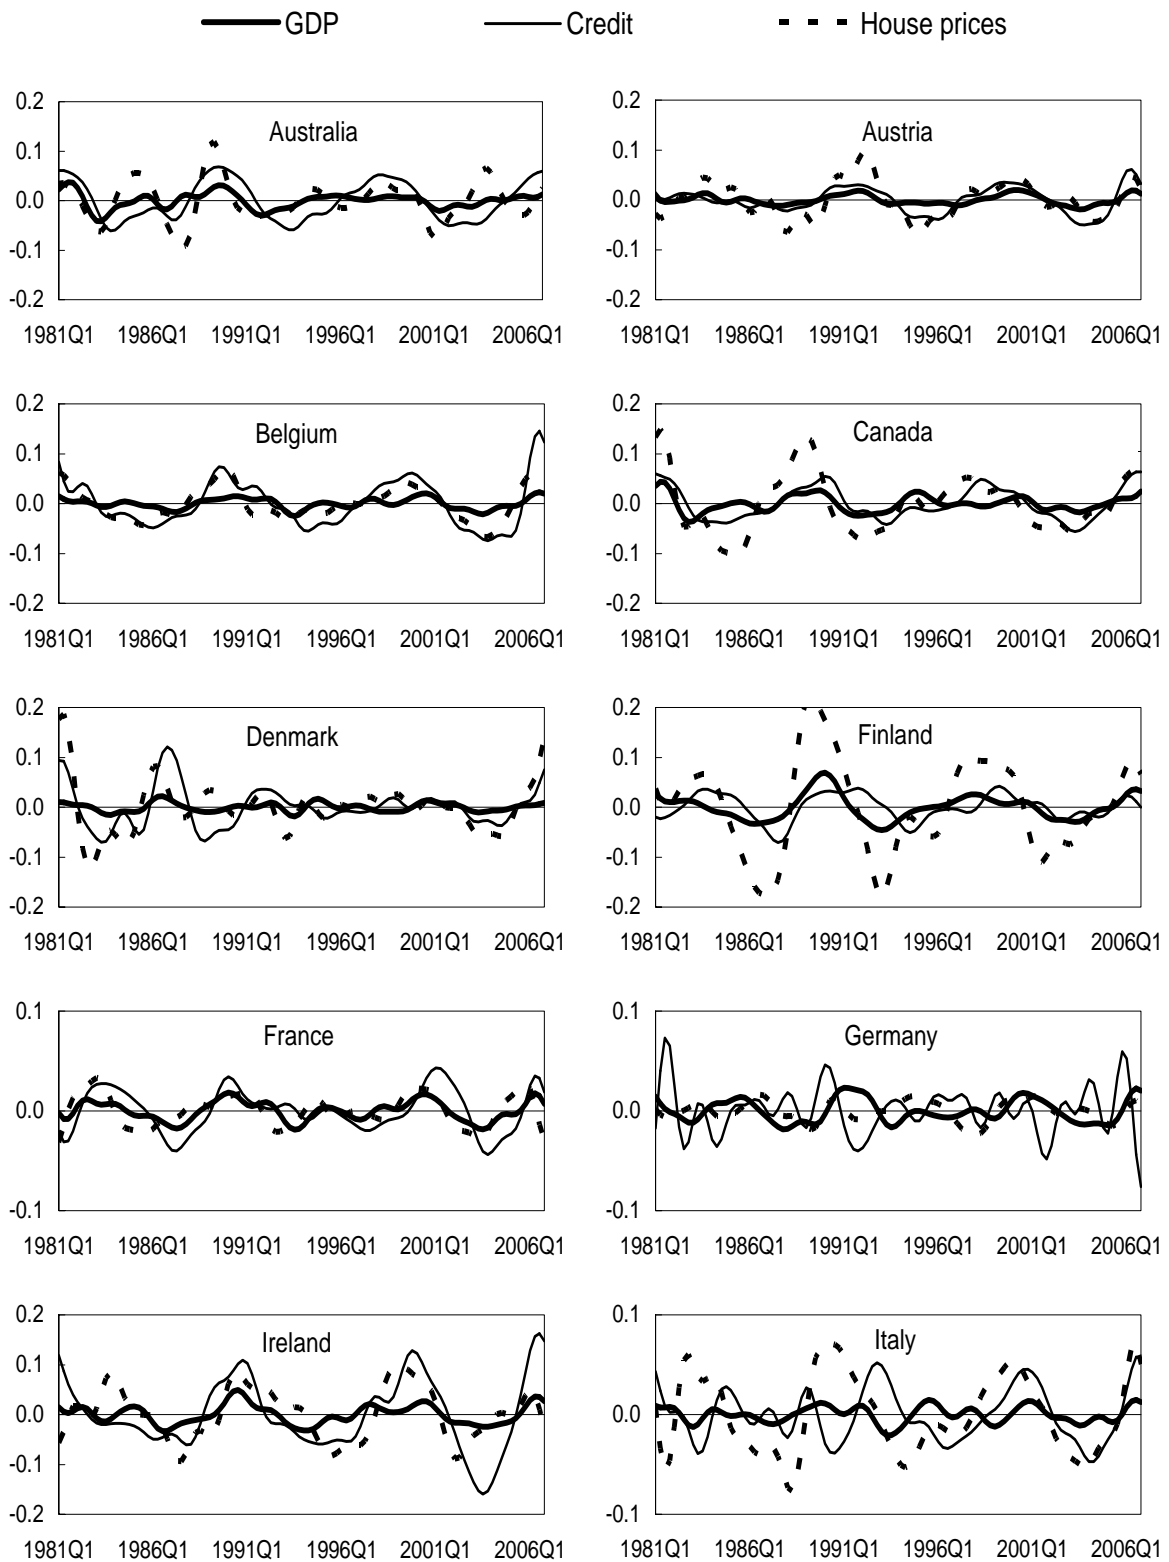 GDP Credit House prices
0.2 0.2
Australia Austria
0.1 0.1
0.0 0.0
-0.1 -0.1
-0.2 -0.2
1981Q1 1986Q1 1991Q1 1996Q1 2001Q1 2006Q1 1981Q1 1986Q1 1991Q1 1996Q1 2001Q1 2006Q1
0.2 0.2
Belgium Canada
0.1 0.1
0.0 0.0
-0.1 -0.1
-0.2 -0.2
1981Q1 1986Q1 1991Q1 1996Q1 2001Q1 2006Q1 1981Q1 1986Q1 1991Q1 1996Q1 2001Q1 2006Q1
0.2 0.2
Denmark Finland
0.1 0.1
0.0 0.0
-0.1 -0.1
-0.2 -0.2
1981Q1 1986Q1 1991Q1 1996Q1 2001Q1 2006Q1 1981Q1 1986Q1 1991Q1 1996Q1 2001Q1 2006Q1
0.1 0.1
France Germany
0.0 0.0
-0.1 -0.1
1981Q1 1986Q1 1991Q1 1996Q1 2001Q1 2006Q1 1981Q1 1986Q1 1991Q1 1996Q1 2001Q1 2006Q1
0.2 0.1
Ireland Italy
0.1
0.0 0.0
-0.1
-0.2 -0.1
1981Q1 1986Q1 1991Q1 1996Q1 2001Q1 2006Q1 1981Q1 1986Q1 1991Q1 1996Q1 2001Q1 2006Q1